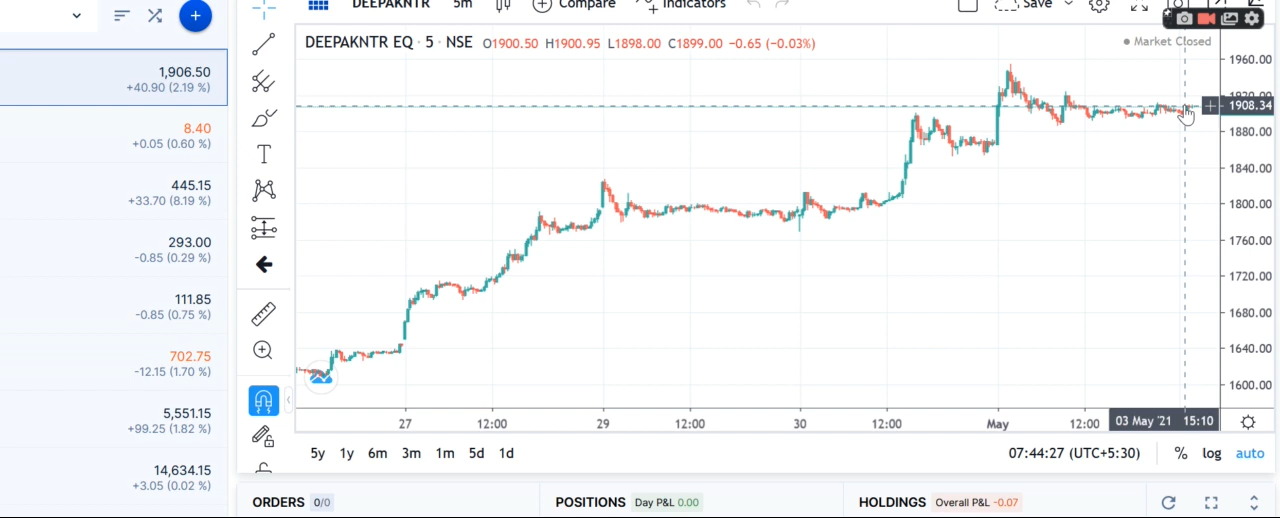 DEEPAKNTR 5m Compare Indicators Save
DEEPAKNTR EQ · 5 · NSE O1900.50 H1900.95 L1898.00 C1899.00 -0.65 (-0.03%)
Market Closed
1,906.50
+40.90 (2.19 %)
8.40
+0.05 (0.60 %)
445.15
+33.70 (8.19 %)
293.00
-0.85 (0.29 %)
111.85
-0.85 (0.75 %)
702.75
-12.15 (1.70 %)
5,551.15
+99.25 (1.82 %)
14,634.15
+3.05 (0.02 %)
1960.00
1920.00
1908.34
1880.00
1840.00
1800.00
1760.00
1720.00
1680.00
1640.00
1600.00
27 12:00 29 12:00 30 12:00 May 12:00 03 May '21 15:10
5y 1y 6m 3m 1m 5d 1d 07:44:27 (UTC+5:30) % log auto
ORDERS 0/0 POSITIONS Day P&L 0.00 HOLDINGS Overall P&L -0.07